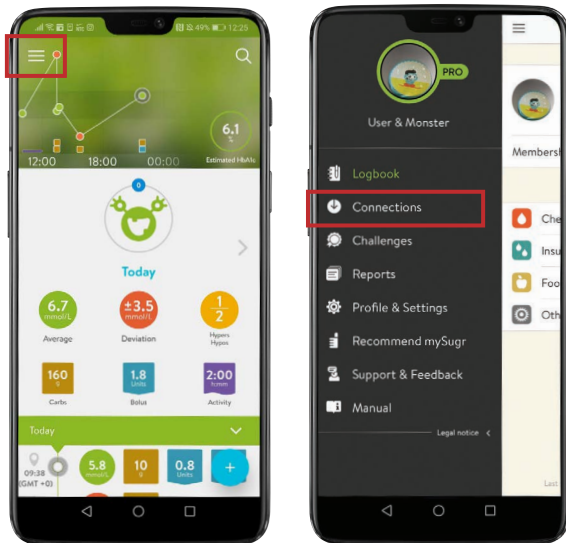 49% 12:25
6.1
%
12:00 18:00 00:00 Estimated HbA1c
0
Today
6.7 ±3.5 1
mmol/L mmol/L 2
Average Deviation Hypers
Hypos
160 1.8 2:00
g Units h:mm
Carbs Bolus Activity
Today
09:38 5.8 10 0.8 +
(GMT +0) mmol/L g Units
PRO
User & Monster
Logbook
Connections
Challenges
Reports
Profile & Settings
Recommend mySugr
Support & Feedback
Manual
Legal notice
Membersh
Che
Insu
Foo
Oth
Last